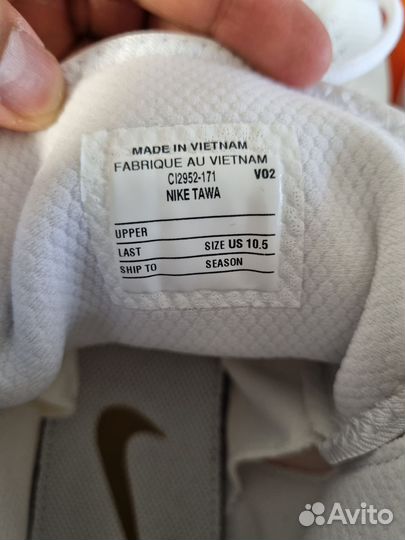 MADE IN VIETNAM
FABRIQUE AU VIETNAM
CI2952-171 V02
NIKE TAWA
UPPER
LAST SIZE US 10.5
SHIP TO SEASON
Avito